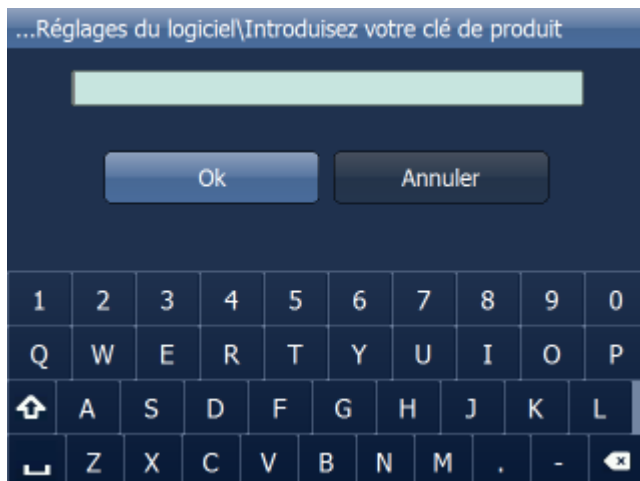 ...Réglages du logiciel\Introduisez votre clé de produit
Ok Annuler
1 2 3 4 5 6 7 8 9 0
Q W E R T Y U I O P
A S D F G H J K L
Z X C V B N M . -